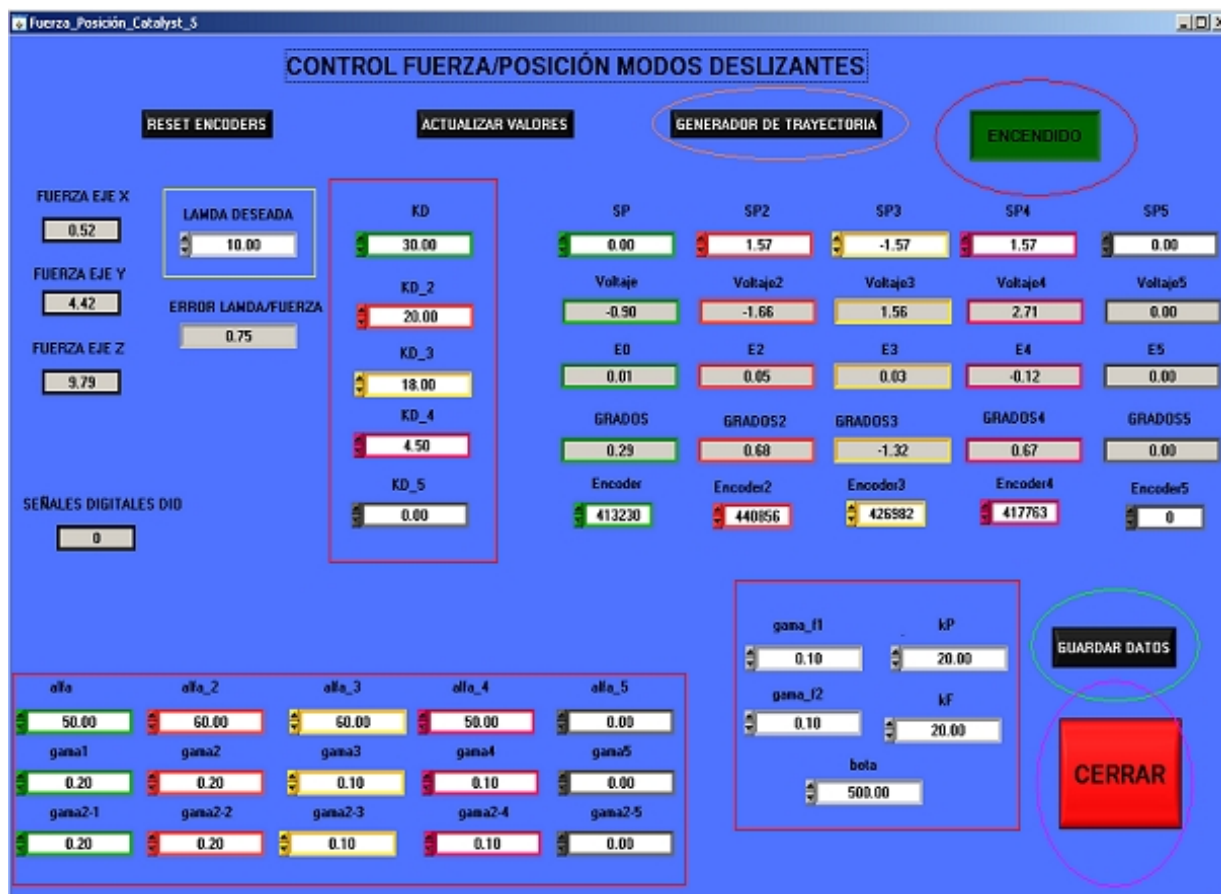 Fuerza_Posición_Catalyst_5
CONTROL FUERZA/POSICIÓN MODOS DESLIZANTES
RESET ENCODERS
ACTUALIZAR VALORES
GENERADOR DE TRAYECTORIA
ENCENDIDO
FUERZA EJE X
0.52
FUERZA EJE Y
4.42
FUERZA EJE Z
9.79
SEÑALES DIGITALES DIO
0
LAMDA DESEADA
10.00
ERROR LAMDA/FUERZA
0.75
KD
30.00
KD_2
20.00
KD_3
18.00
KD_4
4.50
KD_5
0.00
SP SP2 SP3 SP4 SP5
0.00 1.57 -1.57 1.57 0.00
Voltaje Voltaje2 Voltaje3 Voltaje4 Voltaje5
-0.90 -1.66 1.56 2.71 0.00
E0 E2 E3 E4 E5
0.01 0.05 0.03 -0.12 0.00
GRADOS GRADOS2 GRADOS3 GRADOS4 GRADOS5
0.29 0.68 -1.32 0.67 0.00
Encoder Encoder2 Encoder3 Encoder4 Encoder5
413230 440856 426982 417763 0
gama_f1 kP
0.10 20.00
gama_f2 kF
0.10 20.00
beta
500.00
GUARDAR DATOS
CERRAR
alfa alfa_2 alfa_3 alfa_4 alfa_5
50.00 60.00 60.00 50.00 0.00
gama1 gama2 gama3 gama4 gama5
0.20 0.20 0.10 0.10 0.00
gama2-1 gama2-2 gama2-3 gama2-4 gama2-5
0.20 0.20 0.10 0.10 0.00